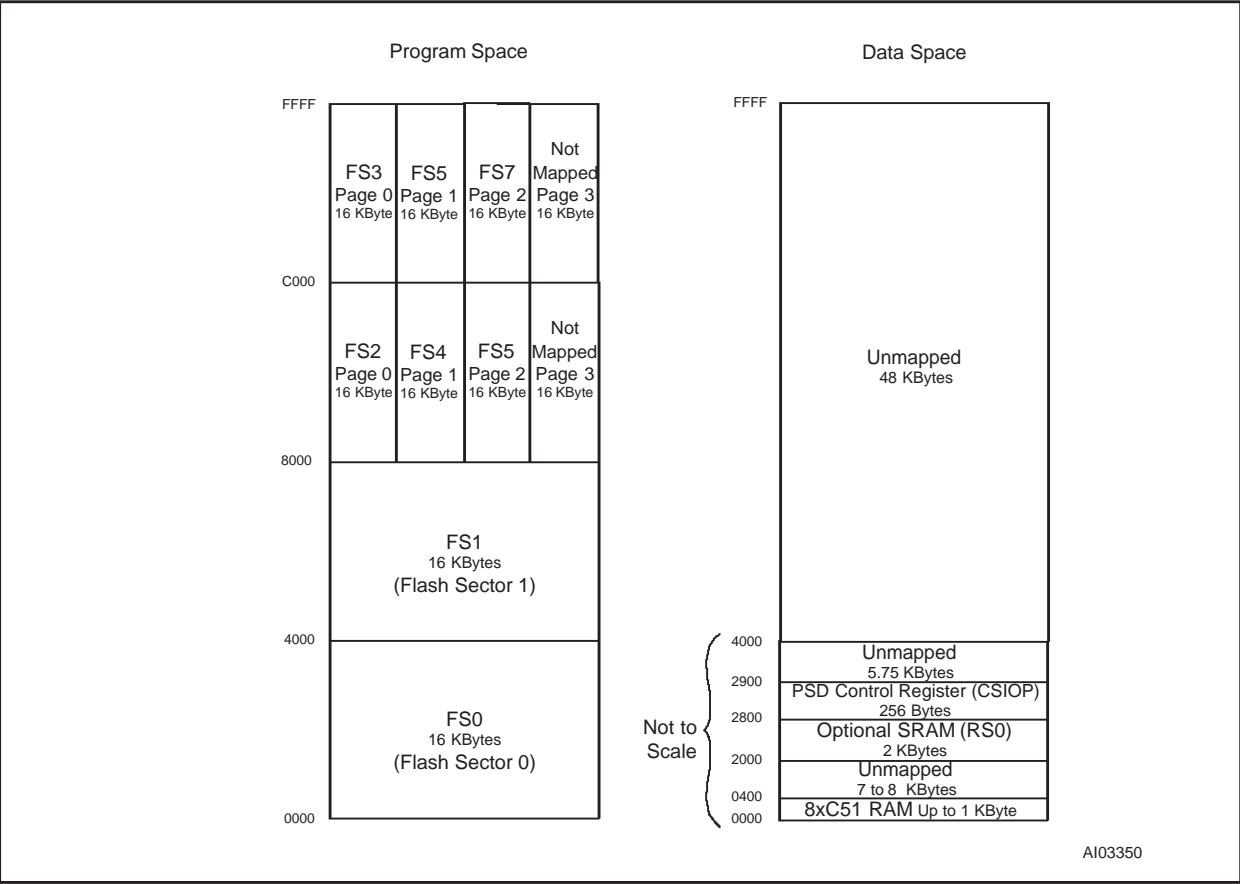 Program Space
FFFF
FS3
Page 0
16 KByte
FS5
Page 1
16 KByte
FS7
Page 2
16 KByte
Not
Mapped
Page 3
16 KByte
C000
FS2
Page 0
16 KByte
FS4
Page 1
16 KByte
FS5
Page 2
16 KByte
Not
Mapped
Page 3
16 KByte
8000
FS1
16 KBytes
(Flash Sector 1)
4000
FS0
16 KBytes
(Flash Sector 0)
0000
Data Space
FFFF
Unmapped
48 KBytes
Not to
Scale
4000
Unmapped
5.75 KBytes
2900
PSD Control Register (CSIOP)
256 Bytes
2800
Optional SRAM (RS0)
2 KBytes
2000
Unmapped
7 to 8 KBytes
0400
8xC51 RAM Up to 1 KByte
0000
AI03350